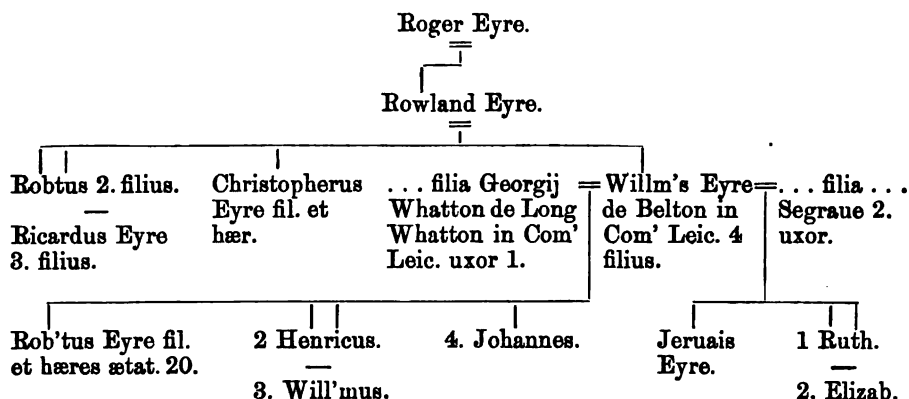 Roger Eyre.
Rowland Eyre.
Robtus 2. filius.
Ricardus Eyre
3. filius.
Christopherus
Eyre fil. et
hær.
. . . filia Georgij
Whatton de Long
Whatton in Com'
Leic. uxor 1.
Willm's Eyre
de Belton in
Com' Leic. 4
filius.
. . . filia . . .
Segraue 2.
uxor.
Rob'tus Eyre fil.
et hæres ætat. 20.
2 Henricus.
3. Will'mus.
4. Johannes.
Jeruais
Eyre.
1 Ruth.
2. Elizab.